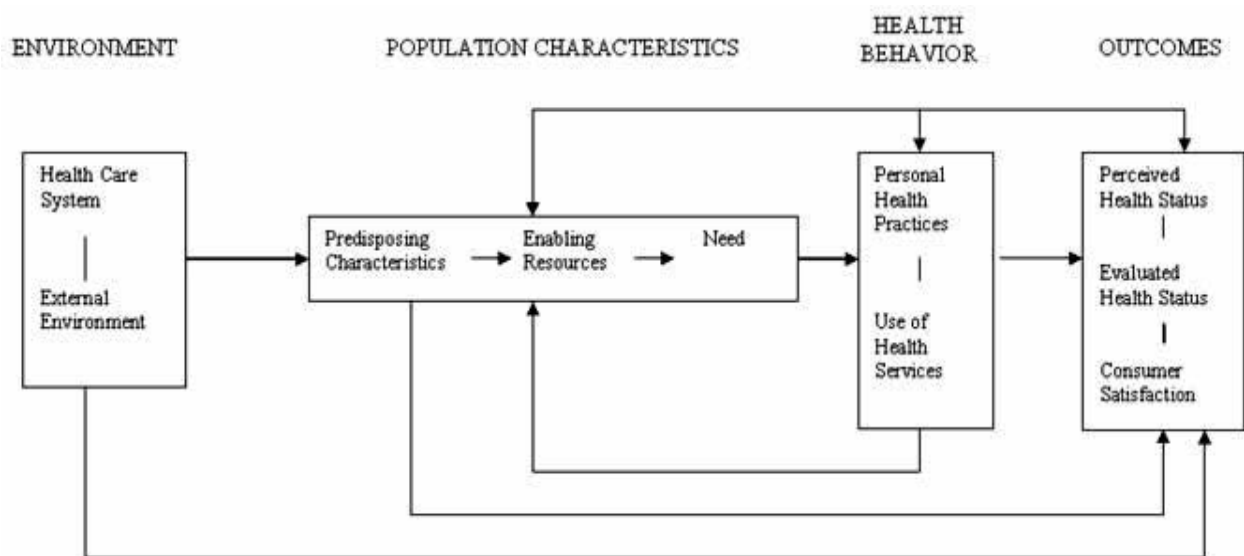 ENVIRONMENT
POPULATION CHARACTERISTICS
HEALTH
BEHAVIOR
OUTCOMES
Health Care
System
External
Environment
Predisposing
Characteristics
Enabling
Resources
Need
Personal
Health
Practices
Use of
Health
Services
Perceived
Health Status
Evaluated
Health Status
Consumer
Satisfaction